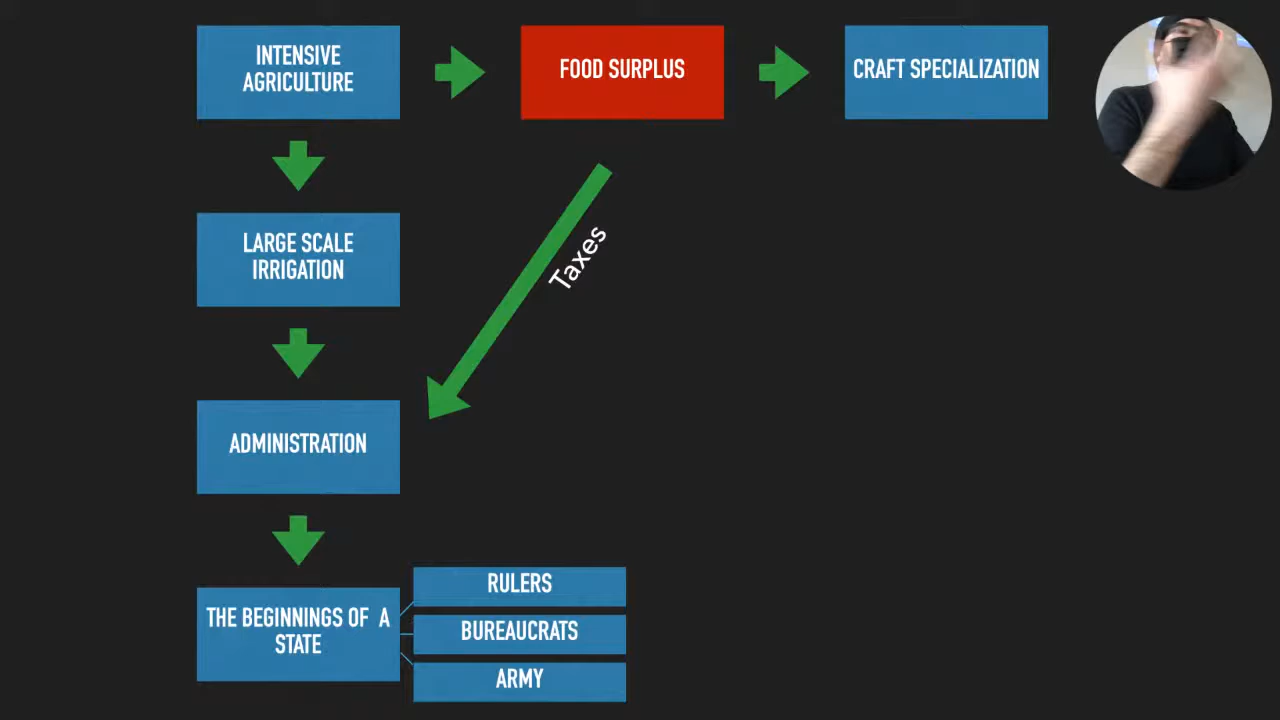 INTENSIVE
AGRICULTURE
FOOD SURPLUS
CRAFT SPECIALIZATION
Taxes
LARGE SCALE
IRRIGATION
ADMINISTRATION
THE BEGINNINGS OF A
STATE
RULERS
BUREAUCRATS
ARMY